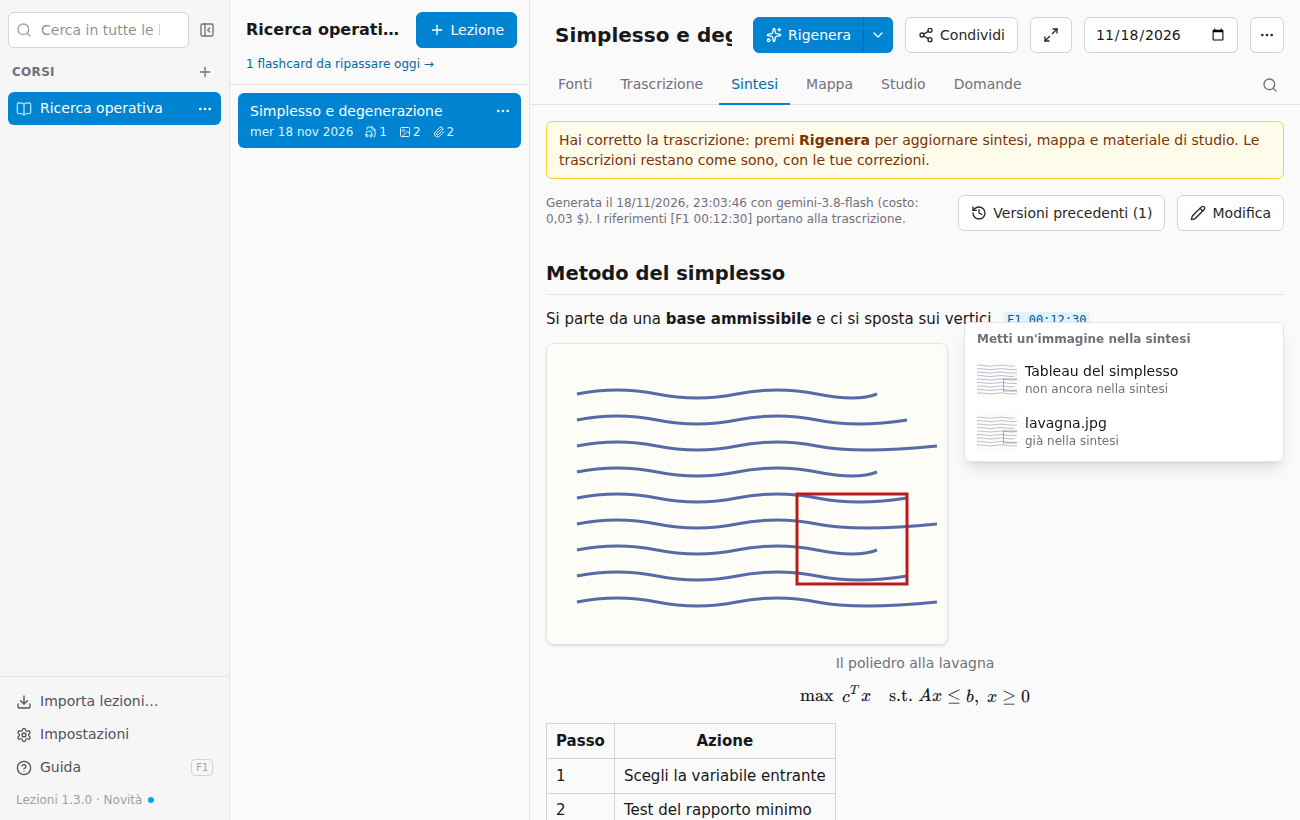 Cerca in tutte le l
CORSI
Ricerca operativa
Importa lezioni…
Impostazioni
Guida
F1
Lezioni 1.3.0 · Novità
Ricerca operati…
Lezione
1 flashcard da ripassare oggi →
Simplesso e degenerazione
mer 18 nov 2026 1 2 2
Simplesso e deg
Rigenera
Condividi
11/18/2026
Fonti Trascrizione Sintesi Mappa Studio Domande
Hai corretto la trascrizione: premi Rigenera per aggiornare sintesi, mappa e materiale di studio. Le
trascrizioni restano come sono, con le tue correzioni.
Generata il 18/11/2026, 23:03:46 con gemini-3.8-flash (costo:
0,03 $). I riferimenti [F1 00:12:30] portano alla trascrizione.
Versioni precedenti (1)
Modifica
Metodo del simplesso
Si parte da una base ammissibile e ci si sposta sui vertici. F1 00:12:30
Metti un'immagine nella sintesi
Tableau del simplesso
non ancora nella sintesi
lavagna.jpg
già nella sintesi
Il poliedro alla lavagna
max c^T x s.t. Ax ≤ b, x ≥ 0
Passo Azione
1 Scegli la variabile entrante
2 Test del rapporto minimo